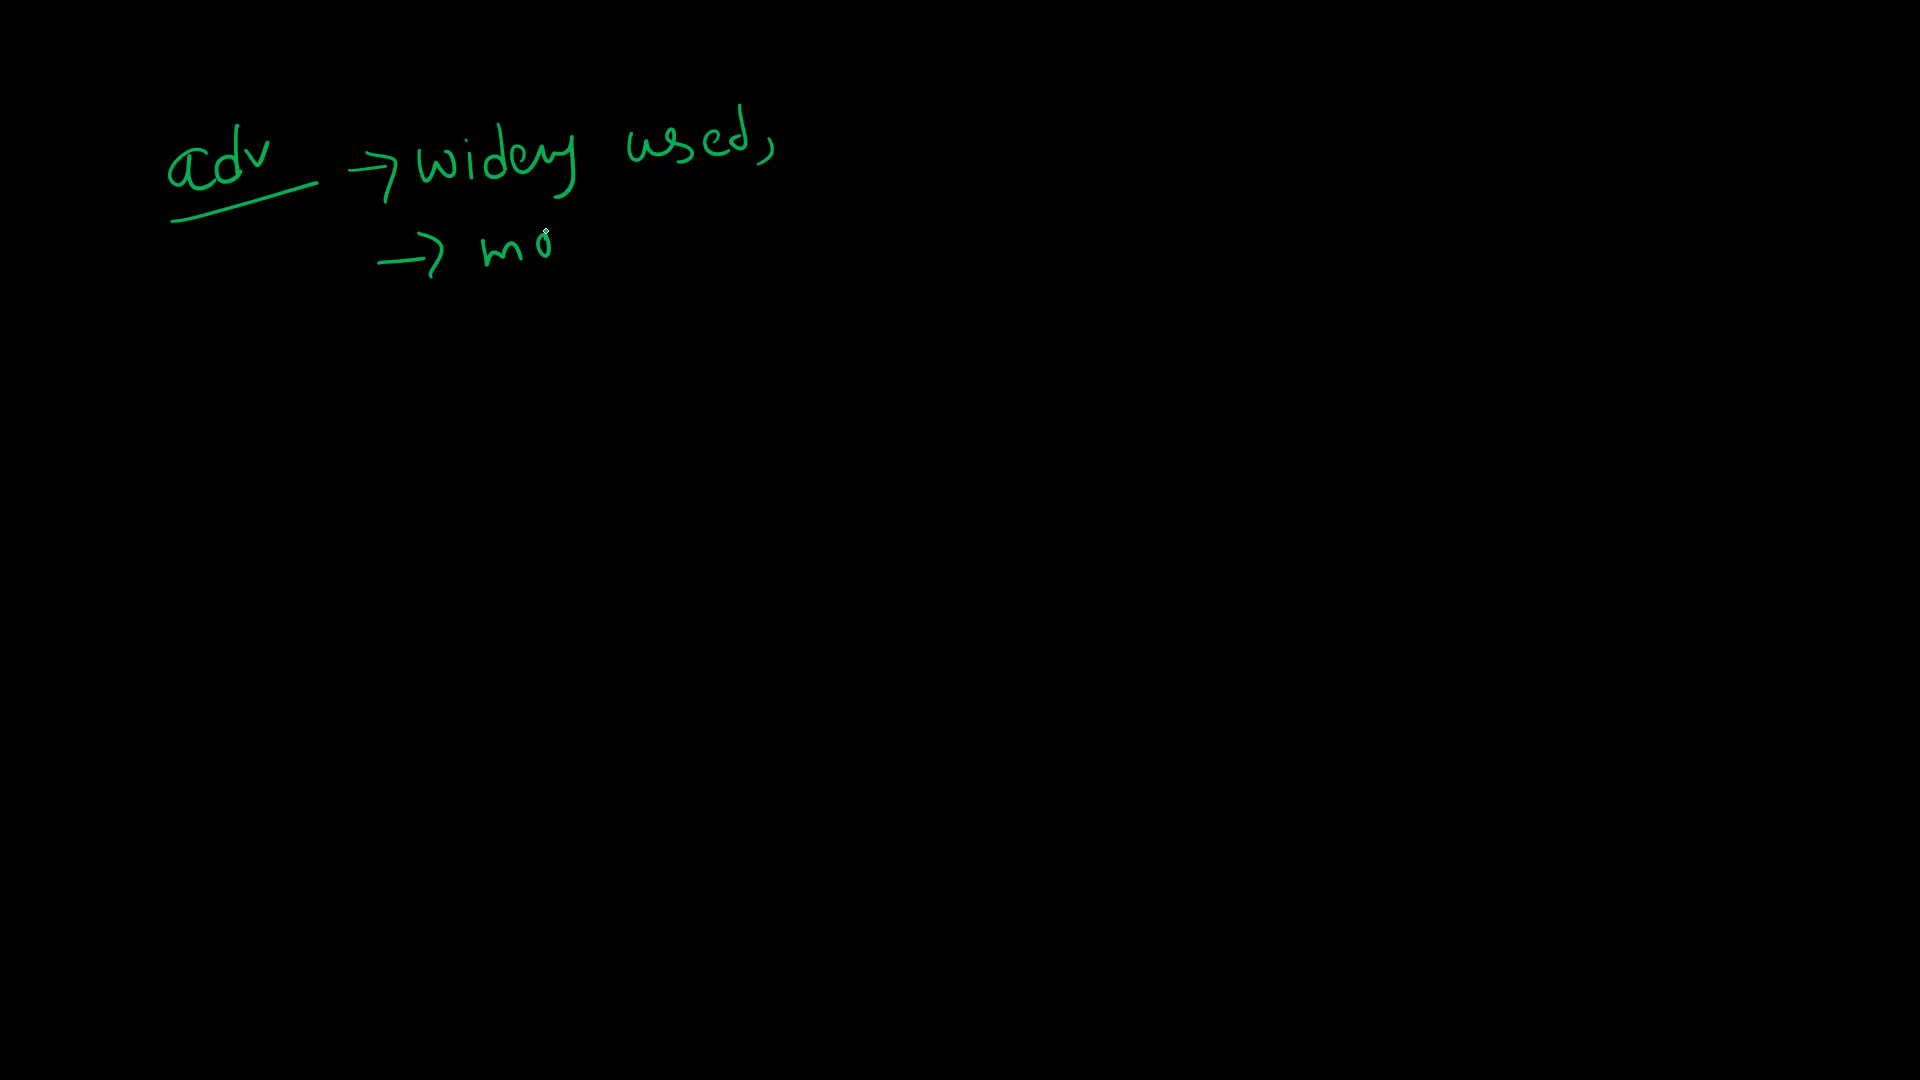 adv → widely used,
→ mo